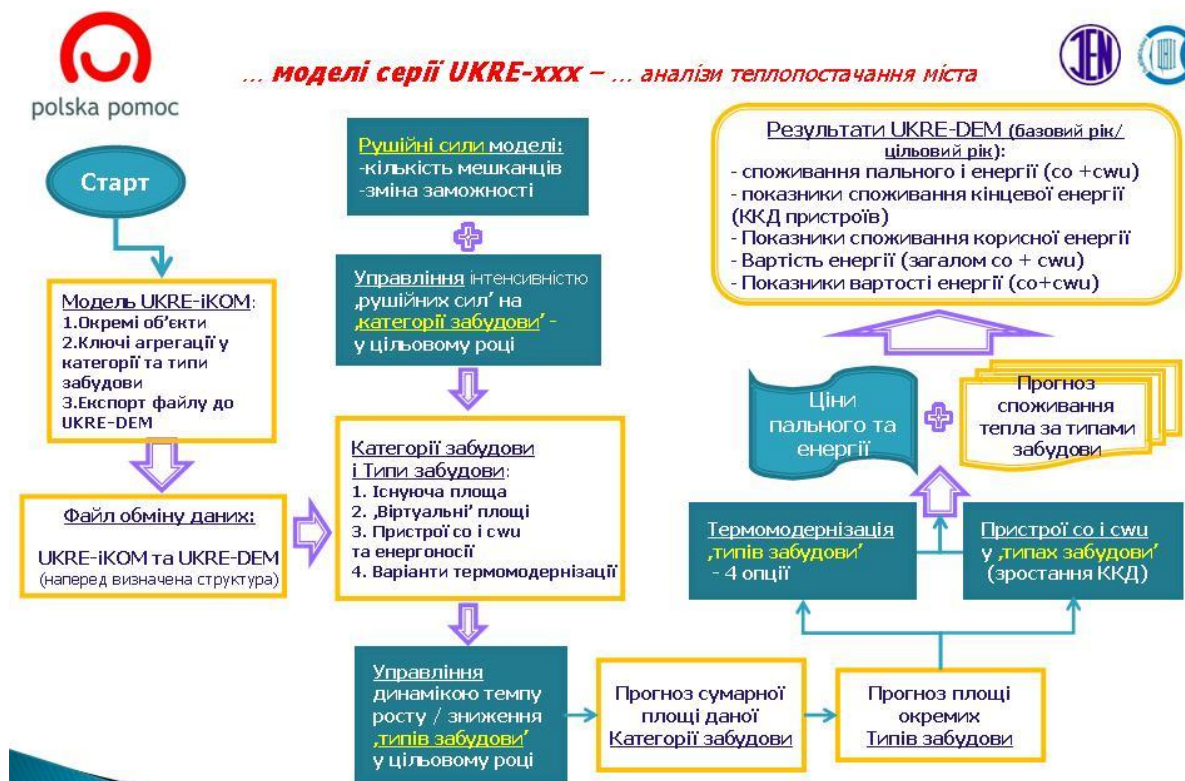 polska pomoc
... моделі серії UKRE-xxx – ... аналізи теплопостачання міста
JEN
Старт
Модель UKRE-iKOM:
1.Окремі об’єкти
2.Ключі агрегації у
категорії та типи
забудови
3.Експорт файлу до
UKRE-DEM
Файл обміну даних:
UKRE-iKOM та UKRE-DEM
(наперед визначена структура)
Рушійні сили моделі:
-кількість мешканців
-зміна заможності
Управління інтенсивністю
‚рушійних сил’ на
‚категорії забудови’ -
у цільовому році
Категорії забудови
і Типи забудови:
1. Існуюча площа
2. ‚Віртуальні’ площі
3. Пристрої co і cwu
та енергоносії
4. Варіанти термомодернізації
Управління
динамікою темпу
росту / зниження
‚типів забудови’
у цільовому році
Прогноз сумарної
площі даної
Категорії забудови
Прогноз площі
окремих
Типів забудови
Термомодернізація
‚типів забудови’
- 4 опції
Пристрої co і cwu
у ‚типах забудови’
(зростання ККД)
Ціни
пального та
енергії
Прогноз
споживання
тепла за типами
забудови
Результати UKRE-DEM (базовий рік/
цільовий рік):
- споживання пального і енергії (co +cwu)
- показники споживання кінцевої енергії
(ККД пристроїв)
- Показники споживання корисної енергії
- Вартість енергії (загалом co + cwu)
- Показники вартості енергії (co+cwu)